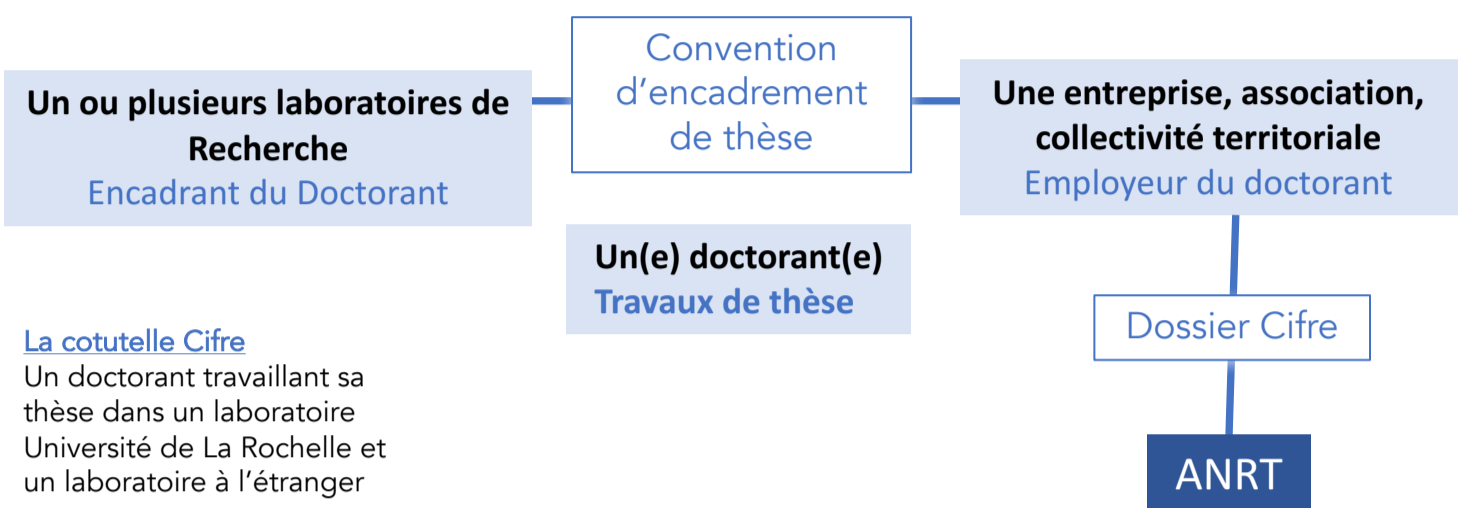 Un ou plusieurs laboratoires de
Recherche
Encadrant du Doctorant
Convention
d’encadrement
de thèse
Une entreprise, association,
collectivité territoriale
Employeur du doctorant
Un(e) doctorant(e)
Travaux de thèse
Dossier Cifre
ANRT
La cotutelle Cifre
Un doctorant travaillant sa
thèse dans un laboratoire
Université de La Rochelle et
un laboratoire à l’étranger